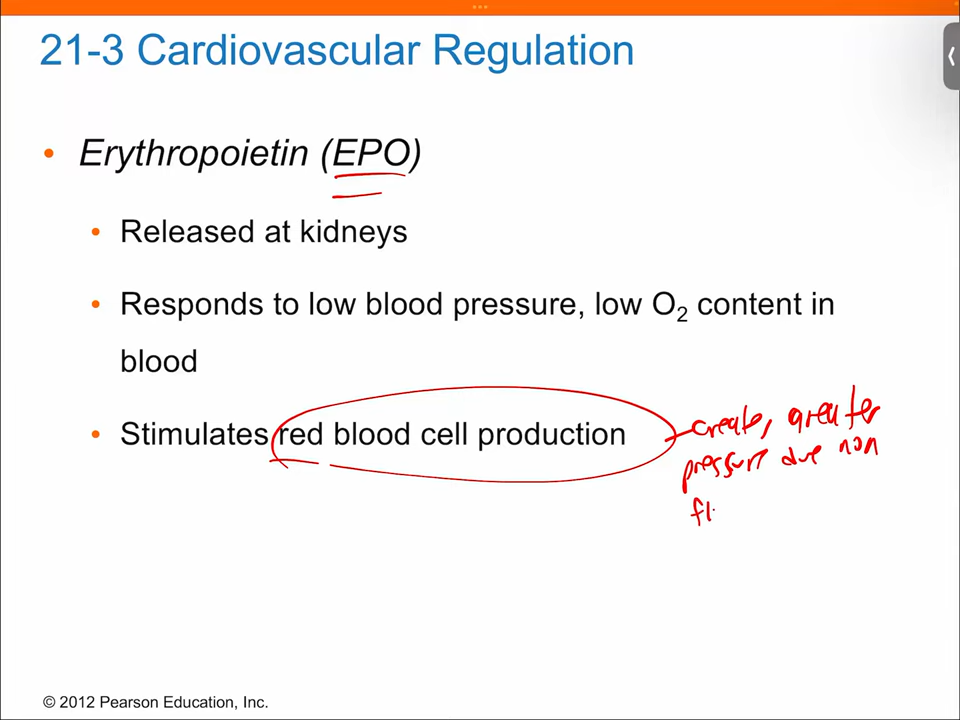 21-3 Cardiovascular Regulation
• Erythropoietin (EPO)
• Released at kidneys
• Responds to low blood pressure, low O₂ content in
blood
• Stimulates red blood cell production
create, greater
pressure due non
fl
© 2012 Pearson Education, Inc.